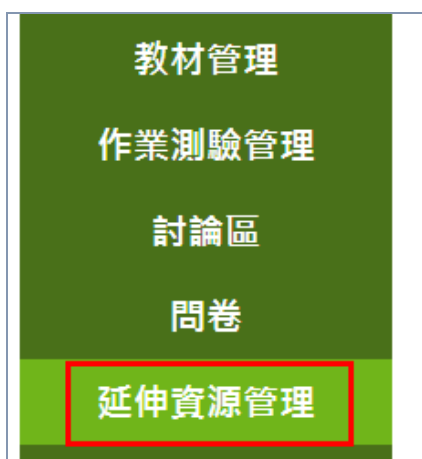 教材管理
作業測驗管理
討論區
問卷
延伸資源管理